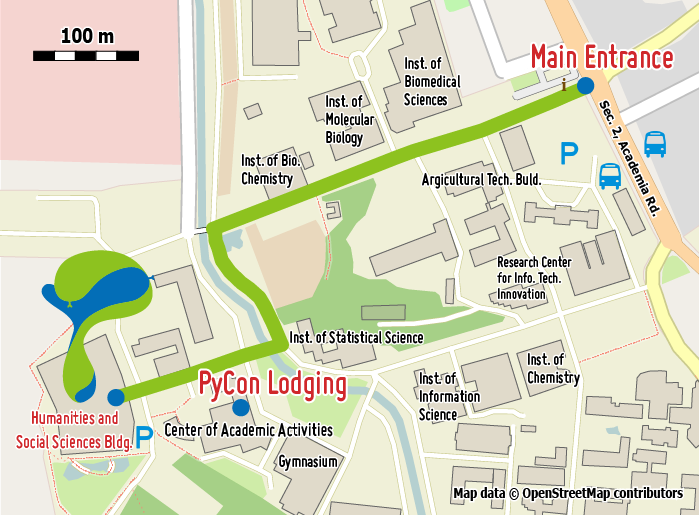 100 m
Main Entrance
i
Inst. of
Biomedical
Sciences
Inst. of
Molecular
Biology
Sec. 2, Academia Rd.
P
Inst. of Bio.
Chemistry
Argicultural Tech. Buld.
Research Center
for Info. Tech.
Innovation
Inst. of Statistical Science
Inst. of
Chemistry
PyCon Lodging
Inst. of
Information
Science
Humanities and
Social Sciences Bldg.
P
Center of Academic Activities
Gymnasium
Map data © OpenStreetMap contributors